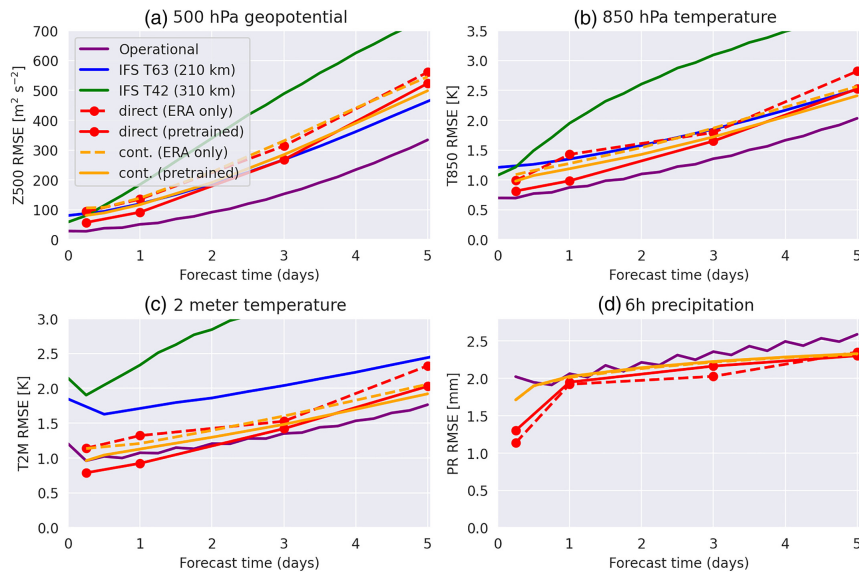 (a) 500 hPa geopotential
700
600
500
400
300
200
100
0
Z500 RMSE [m² s⁻²]
Operational
IFS T63 (210 km)
IFS T42 (310 km)
direct (ERA only)
direct (pretrained)
cont. (ERA only)
cont. (pretrained)
0 1 2 3 4 5
Forecast time (days)
(b) 850 hPa temperature
3.5
3.0
2.5
2.0
1.5
1.0
0.5
0.0
T850 RMSE [K]
0 1 2 3 4 5
Forecast time (days)
(c) 2 meter temperature
3.0
2.5
2.0
1.5
1.0
0.5
0.0
T2M RMSE [K]
0 1 2 3 4 5
Forecast time (days)
(d) 6h precipitation
2.5
2.0
1.5
1.0
0.5
0.0
PR RMSE [mm]
0 1 2 3 4 5
Forecast time (days)